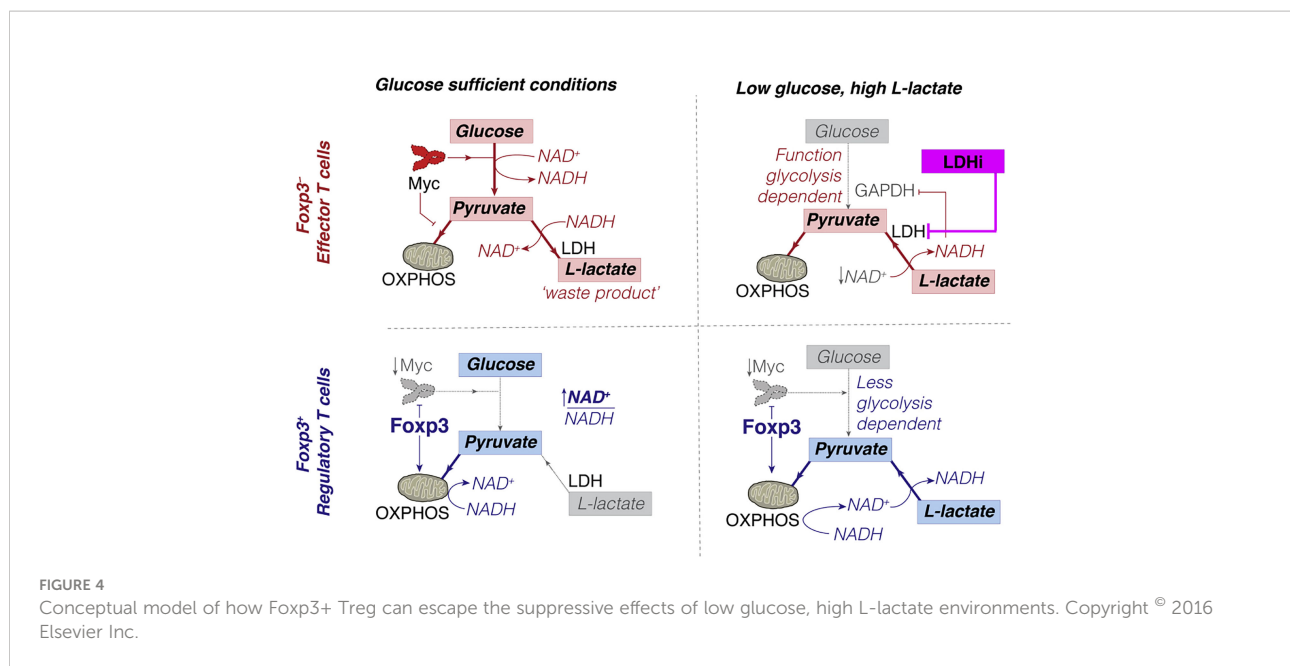 Glucose sufficient conditions
Low glucose, high L-lactate
Foxp3⁻
Effector T cells
Glucose
Myc
NAD⁺
NADH
Pyruvate
NADH
NAD⁺
LDH
OXPHOS
L-lactate
'waste product'
Glucose
Function
glycolysis
dependent
LDHi
GAPDH
Pyruvate
LDH
NADH
↓NAD⁺
OXPHOS
L-lactate
Foxp3⁺
Regulatory T cells
↓Myc
Glucose
↑NAD⁺
NADH
Foxp3
Pyruvate
LDH
NAD⁺
NADH
L-lactate
OXPHOS
↓Myc
Glucose
Less
glycolysis
dependent
Foxp3
Pyruvate
NADH
NAD⁺
OXPHOS
L-lactate
NADH
FIGURE 4
Conceptual model of how Foxp3+ Treg can escape the suppressive effects of low glucose, high L-lactate environments. Copyright © 2016
Elsevier Inc.